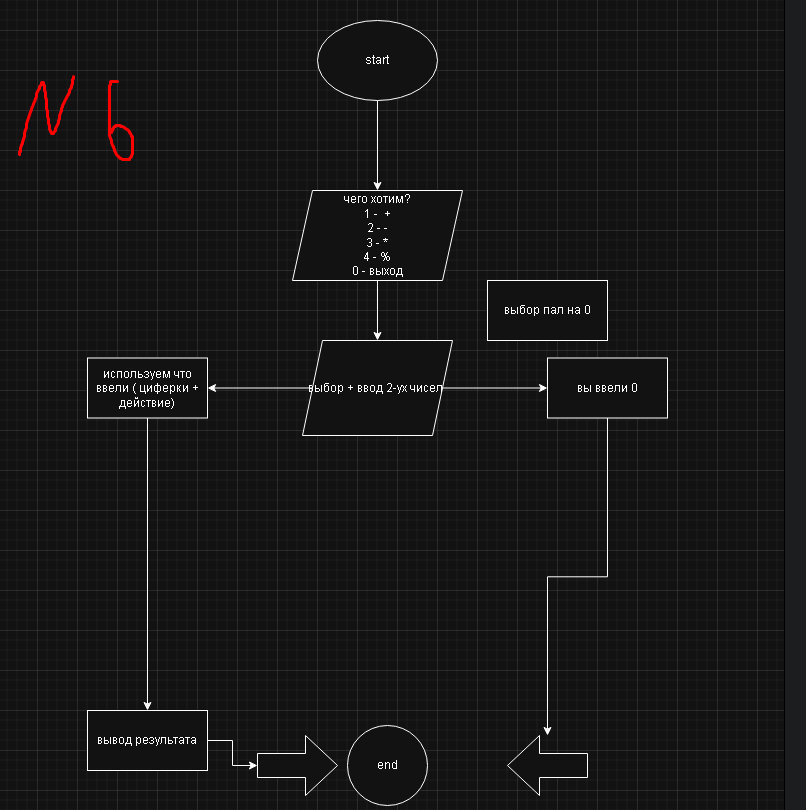 start
N 6
чего хотим?
1 - +
2 - -
3 - *
4 - %
0 - выход
выбор пал на 0
используем что
ввели ( циферки +
действие)
выбор + ввод 2-ух чисел
вы ввели 0
вывод результата
end